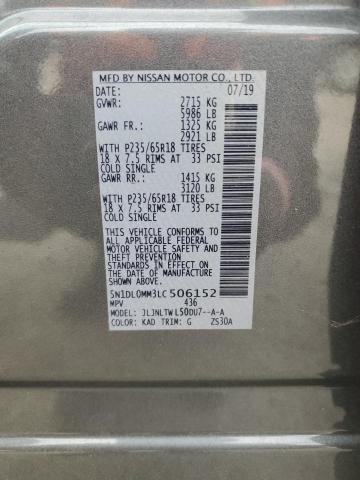 MFD BY NISSAN MOTOR CO., LTD.
DATE: 07/19
GVWR: 2715 KG
5986 LB
GAWR FR.: 1325 KG
2921 LB
WITH P235/65R18 TIRES
18 X 7.5 RIMS AT 33 PSI
COLD SINGLE
GAWR RR.: 1415 KG
3120 LB
WITH P235/65R18 TIRES
18 X 7.5 RIMS AT 33 PSI
COLD SINGLE
THIS VEHICLE CONFORMS TO
ALL APPLICABLE FEDERAL
MOTOR VEHICLE SAFETY
AND THEFT PREVENTION
STANDARDS IN EFFECT ON
THE DATE OF MANUFACTURE
SHOWN ABOVE.
5N1DL0MM3LC506152
MPV 436
MODEL: JLJNLTWL50DU7--A-A
COLOR: KAD TRIM: G ZS30A